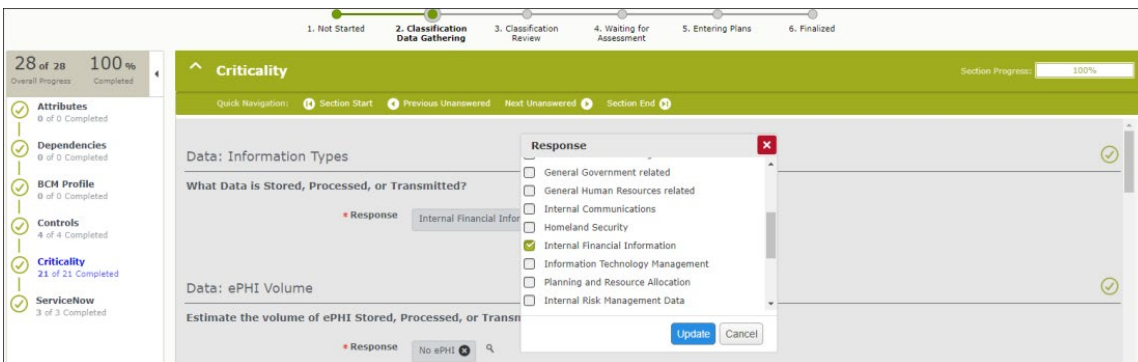 1. Not Started
2. Classification
Data Gathering
3. Classification
Review
4. Waiting for
Assessment
5. Entering Plans
6. Finalized
28 of 28
Overall Progress
100 %
Completed
Attributes
0 of 0 Completed
Dependencies
0 of 0 Completed
BCM Profile
0 of 0 Completed
Controls
4 of 4 Completed
Criticality
21 of 21 Completed
ServiceNow
3 of 3 Completed
Criticality
Section Progress: 100%
Quick Navigation: Section Start Previous Unanswered Next Unanswered Section End
Data: Information Types
What Data is Stored, Processed, or Transmitted?
* Response Internal Financial Infor
Data: ePHI Volume
Estimate the volume of ePHI Stored, Processed, or Transn
* Response No ePHI
Response
General Government related
General Human Resources related
Internal Communications
Homeland Security
Internal Financial Information
Information Technology Management
Planning and Resource Allocation
Internal Risk Management Data
Update Cancel